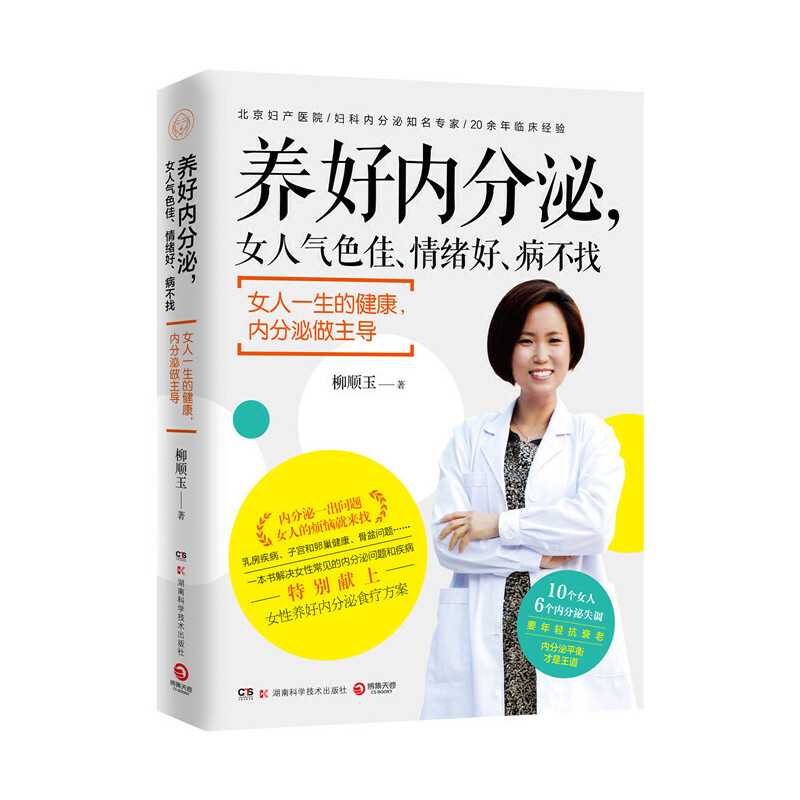 北京妇产医院/妇科内分泌知名专家/20余年临床经验
养好内分泌，
女人气色佳、情绪好、病不找
女人一生的健康，
内分泌做主导
柳顺玉——著
内分泌一出问题
女人的烦恼就来找
乳房疾病、子宫和卵巢健康、骨盆问题……
一本书解决女性常见的内分泌问题和疾病
特别献上
女性养好内分泌食疗方案
10个女人
6个内分泌失调
要年轻抗衰老
内分泌平衡
才是王道
湖南科学技术出版社
博集天卷
CS-BOOKY
养好内分泌，
女人气色佳、情绪好、病不找
女人一生的健康，
内分泌做主导
柳顺玉——著
湖南科学技术出版社
博集天卷
CS-BOOKY